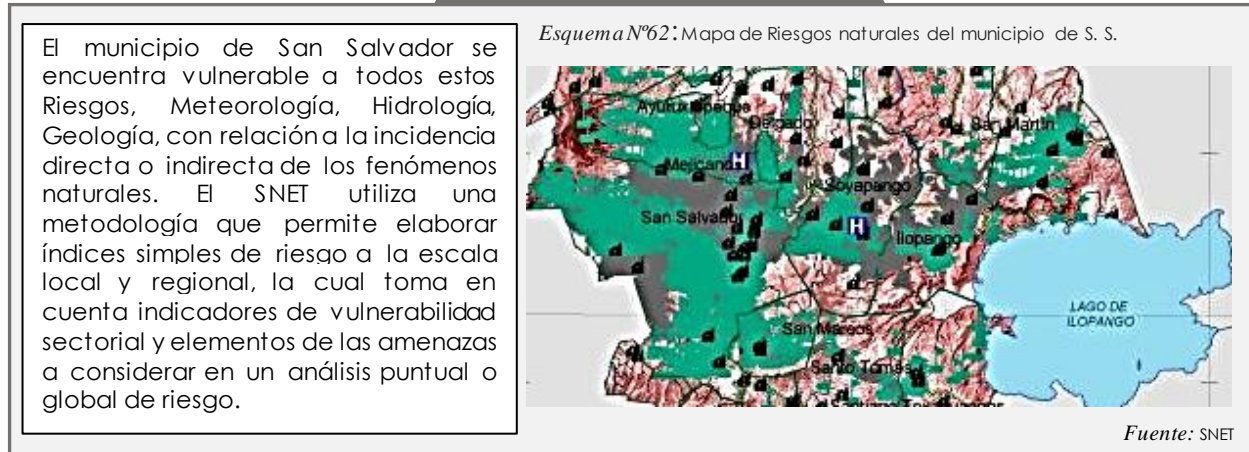 El municipio de San Salvador se
encuentra vulnerable a todos estos
Riesgos, Meteorología, Hidrología,
Geología, con relación a la incidencia
directa o indirecta de los fenómenos
naturales. El SNET utiliza una
metodología que permite elaborar
índices simples de riesgo a la escala
local y regional, la cual toma en
cuenta indicadores de vulnerabilidad
sectorial y elementos de las amenazas
a considerar en un análisis puntual o
global de riesgo.
Esquema Nº62: Mapa de Riesgos naturales del municipio de S. S.
Ayutuxtepeque
Delgado
San Martín
Mejicanos
H
Soyapango
San Salvador
H
Ilopango
LAGO DE
ILOPANGO
San Marcos
Santo Tomas
Fuente: SNET